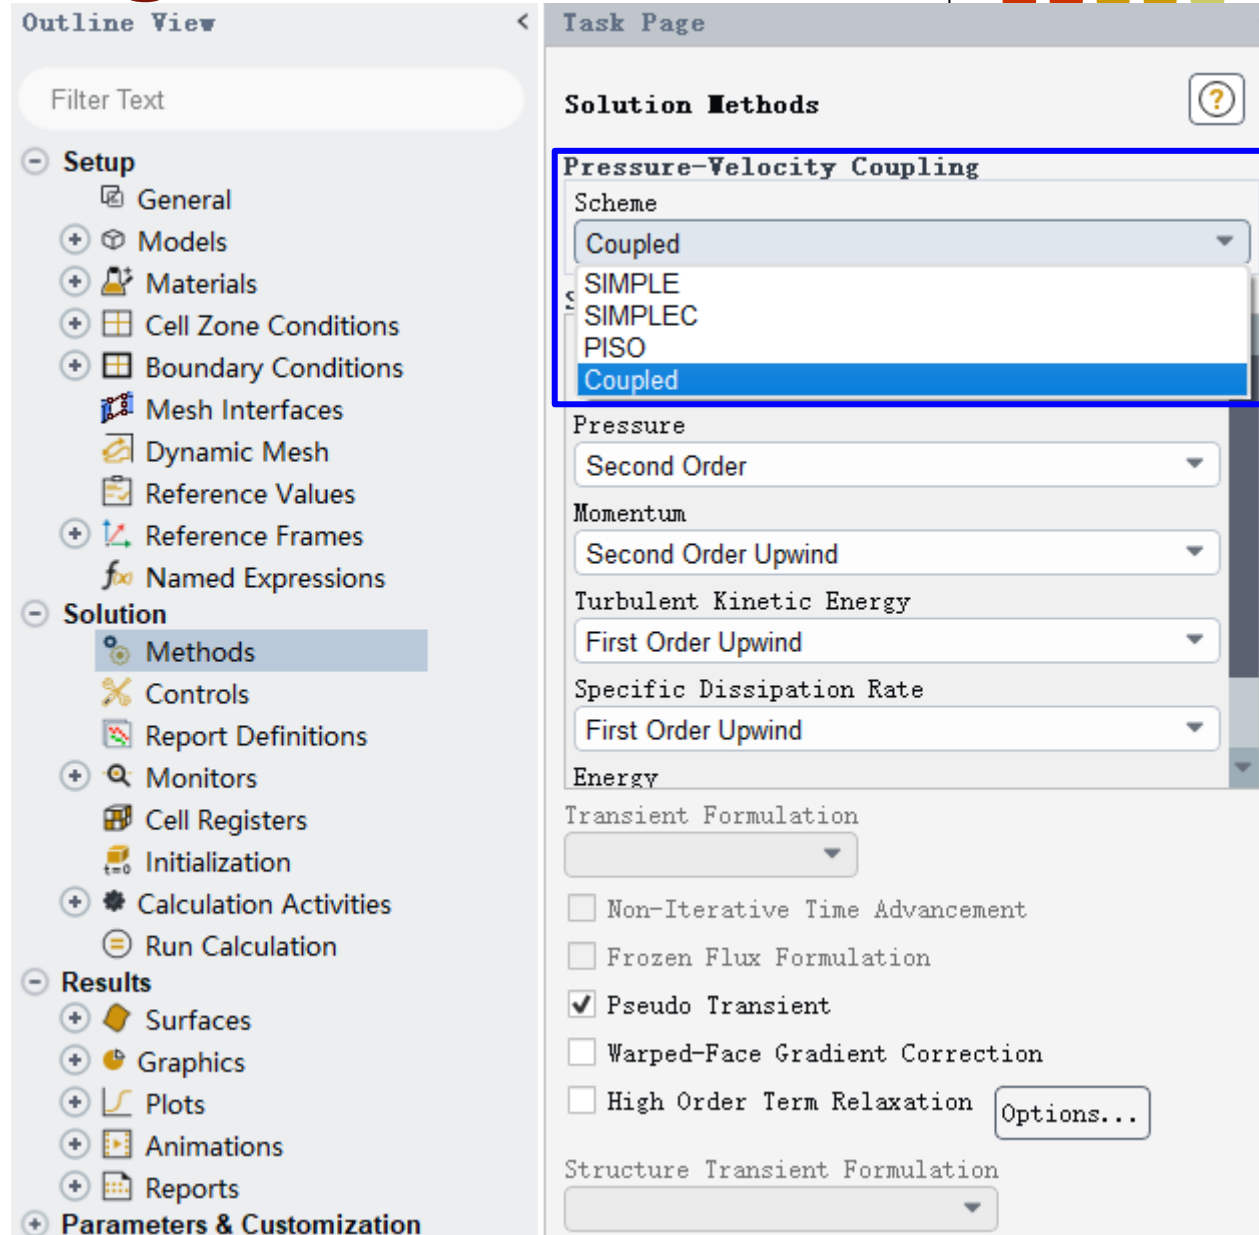 Outline View
Filter Text
Setup
General
Models
Materials
Cell Zone Conditions
Boundary Conditions
Mesh Interfaces
Dynamic Mesh
Reference Values
Reference Frames
Named Expressions
Solution
Methods
Controls
Report Definitions
Monitors
Cell Registers
Initialization
Calculation Activities
Run Calculation
Results
Surfaces
Graphics
Plots
Animations
Reports
Parameters & Customization
Task Page
Solution Methods
Pressure-Velocity Coupling
Scheme
Coupled
SIMPLE
SIMPLEC
PISO
Coupled
Pressure
Second Order
Momentum
Second Order Upwind
Turbulent Kinetic Energy
First Order Upwind
Specific Dissipation Rate
First Order Upwind
Energy
Transient Formulation
Non-Iterative Time Advancement
Frozen Flux Formulation
Pseudo Transient
Warped-Face Gradient Correction
High Order Term Relaxation Options...
Structure Transient Formulation